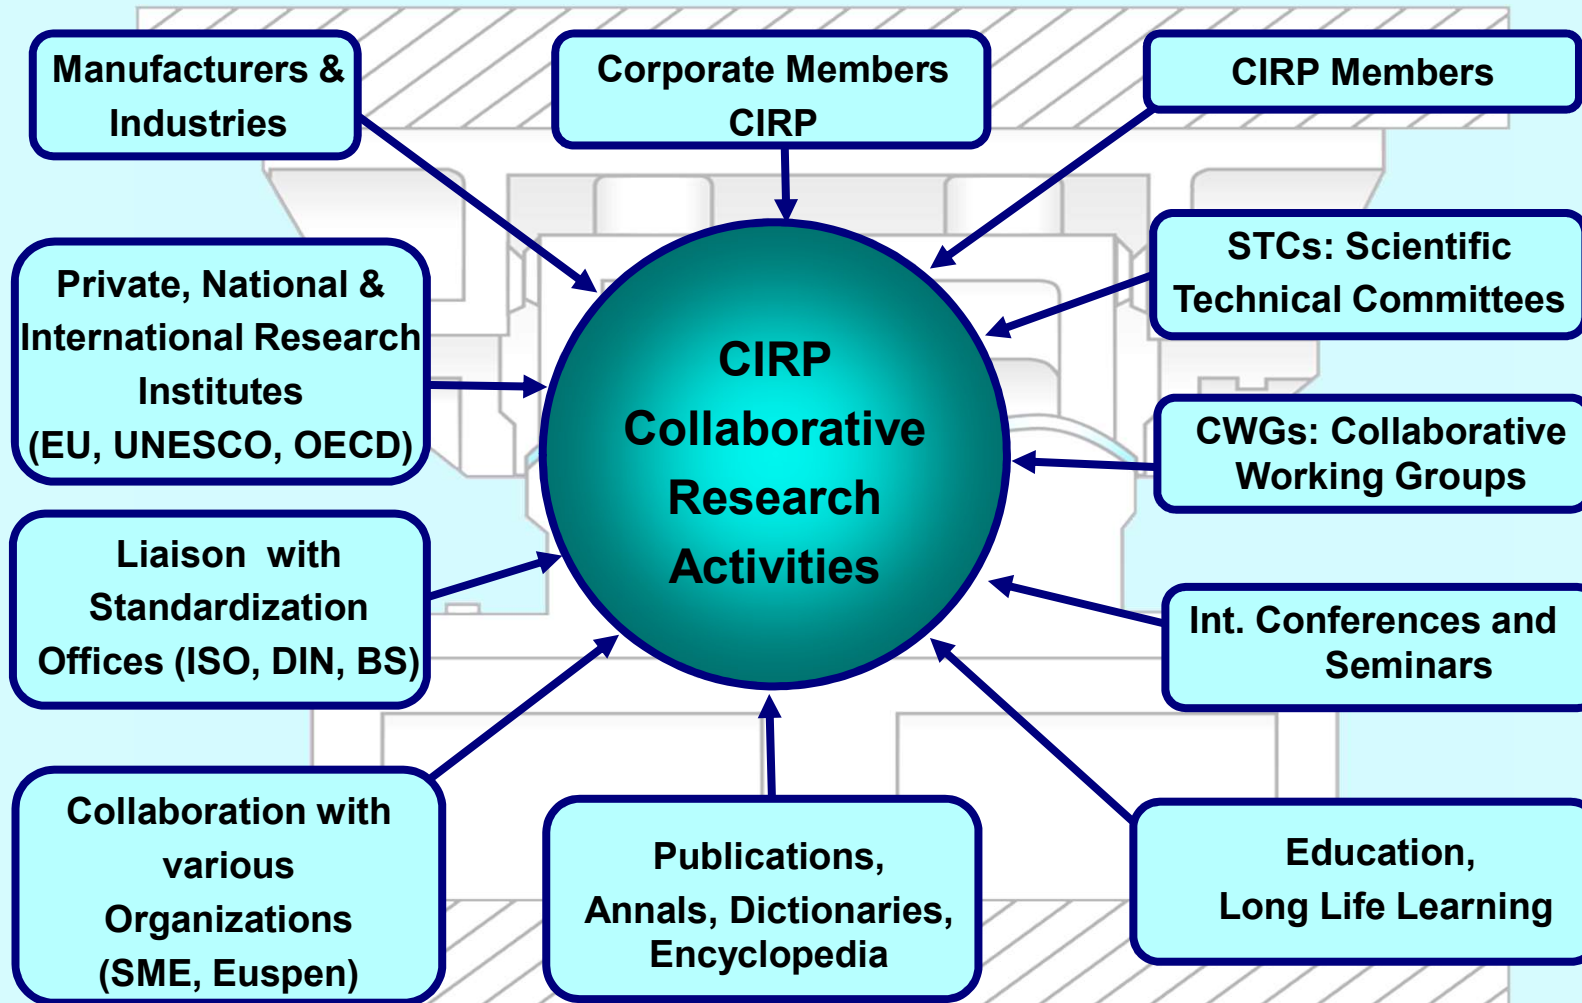 Manufacturers &
Industries
Corporate Members
CIRP
CIRP Members
Private, National &
International Research
Institutes
(EU, UNESCO, OECD)
STCs: Scientific
Technical Committees
CIRP
Collaborative
Research
Activities
CWGs: Collaborative
Working Groups
Liaison with
Standardization
Offices (ISO, DIN, BS)
Int. Conferences and
Seminars
Collaboration with
various
Organizations
(SME, Euspen)
Publications,
Annals, Dictionaries,
Encyclopedia
Education,
Long Life Learning